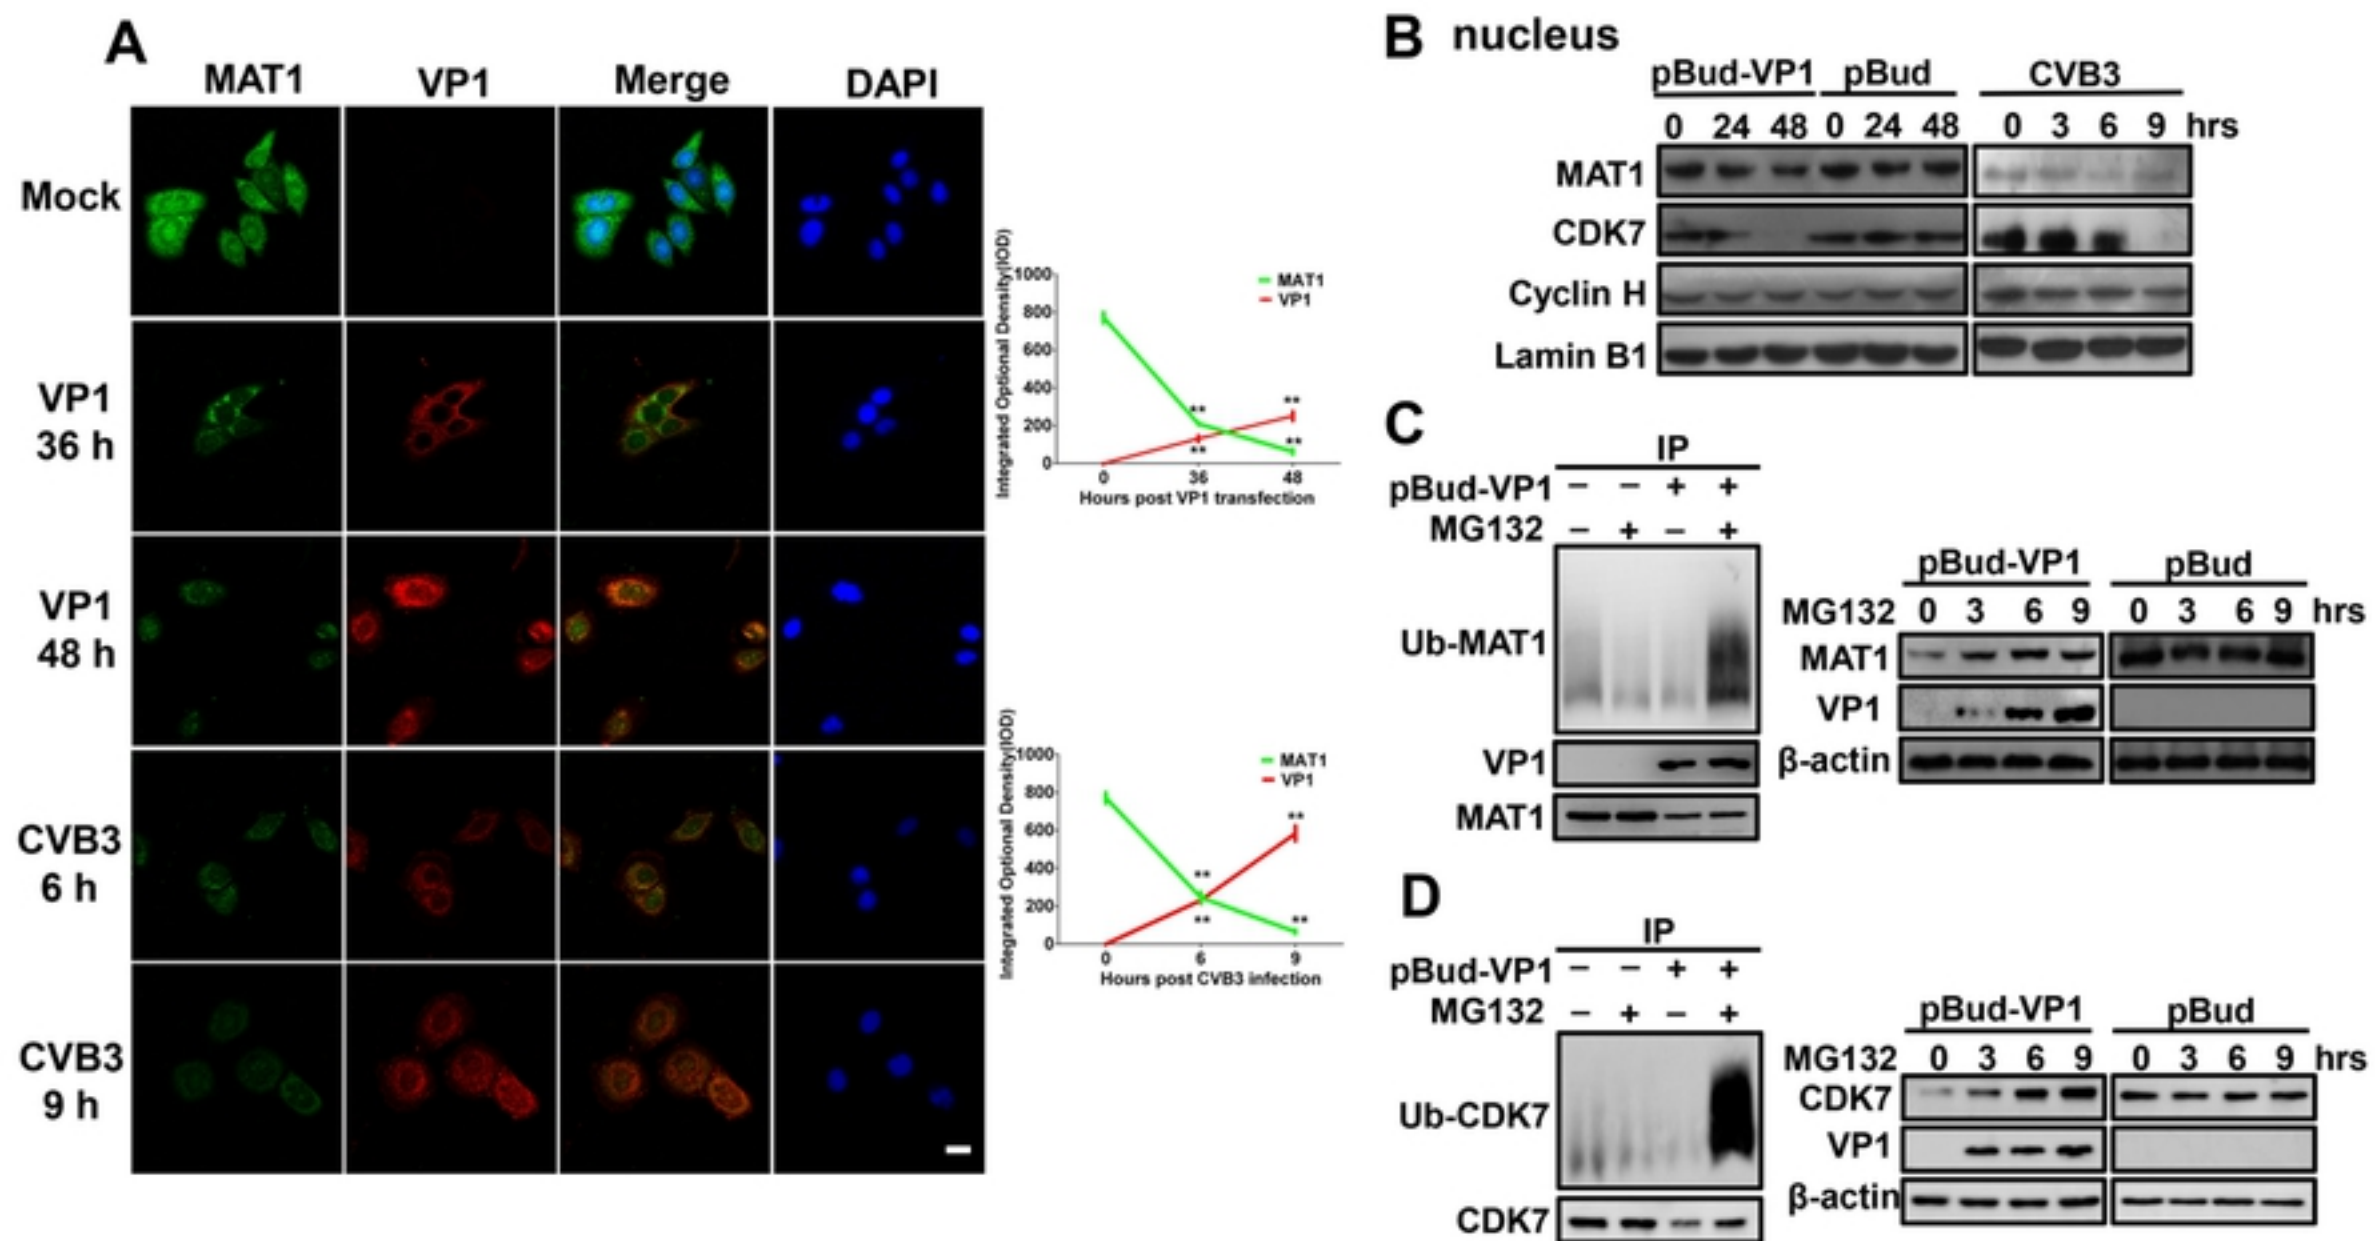 A
MAT1 VP1 Merge DAPI
Mock
VP1
36 h
VP1
48 h
CVB3
6 h
CVB3
9 h
Integrated Optional Density(IOD)
1000
800
600
400
200
0
MAT1
VP1
**
**
**
**
0 36 48
Hours post VP1 transfection
Integrated Optional Density(IOD)
1000
800
600
400
200
0
MAT1
VP1
**
**
**
**
0 6 9
Hours post CVB3 infection
B nucleus
pBud-VP1 pBud CVB3
0 24 48 0 24 48 0 3 6 9 hrs
MAT1
CDK7
Cyclin H
Lamin B1
C
IP
pBud-VP1 − − + +
MG132 − + − +
Ub-MAT1
VP1
MAT1
pBud-VP1 pBud
MG132 0 3 6 9 0 3 6 9 hrs
MAT1
VP1
β-actin
D
IP
pBud-VP1 − − + +
MG132 − + − +
Ub-CDK7
CDK7
pBud-VP1 pBud
MG132 0 3 6 9 0 3 6 9 hrs
CDK7
VP1
β-actin